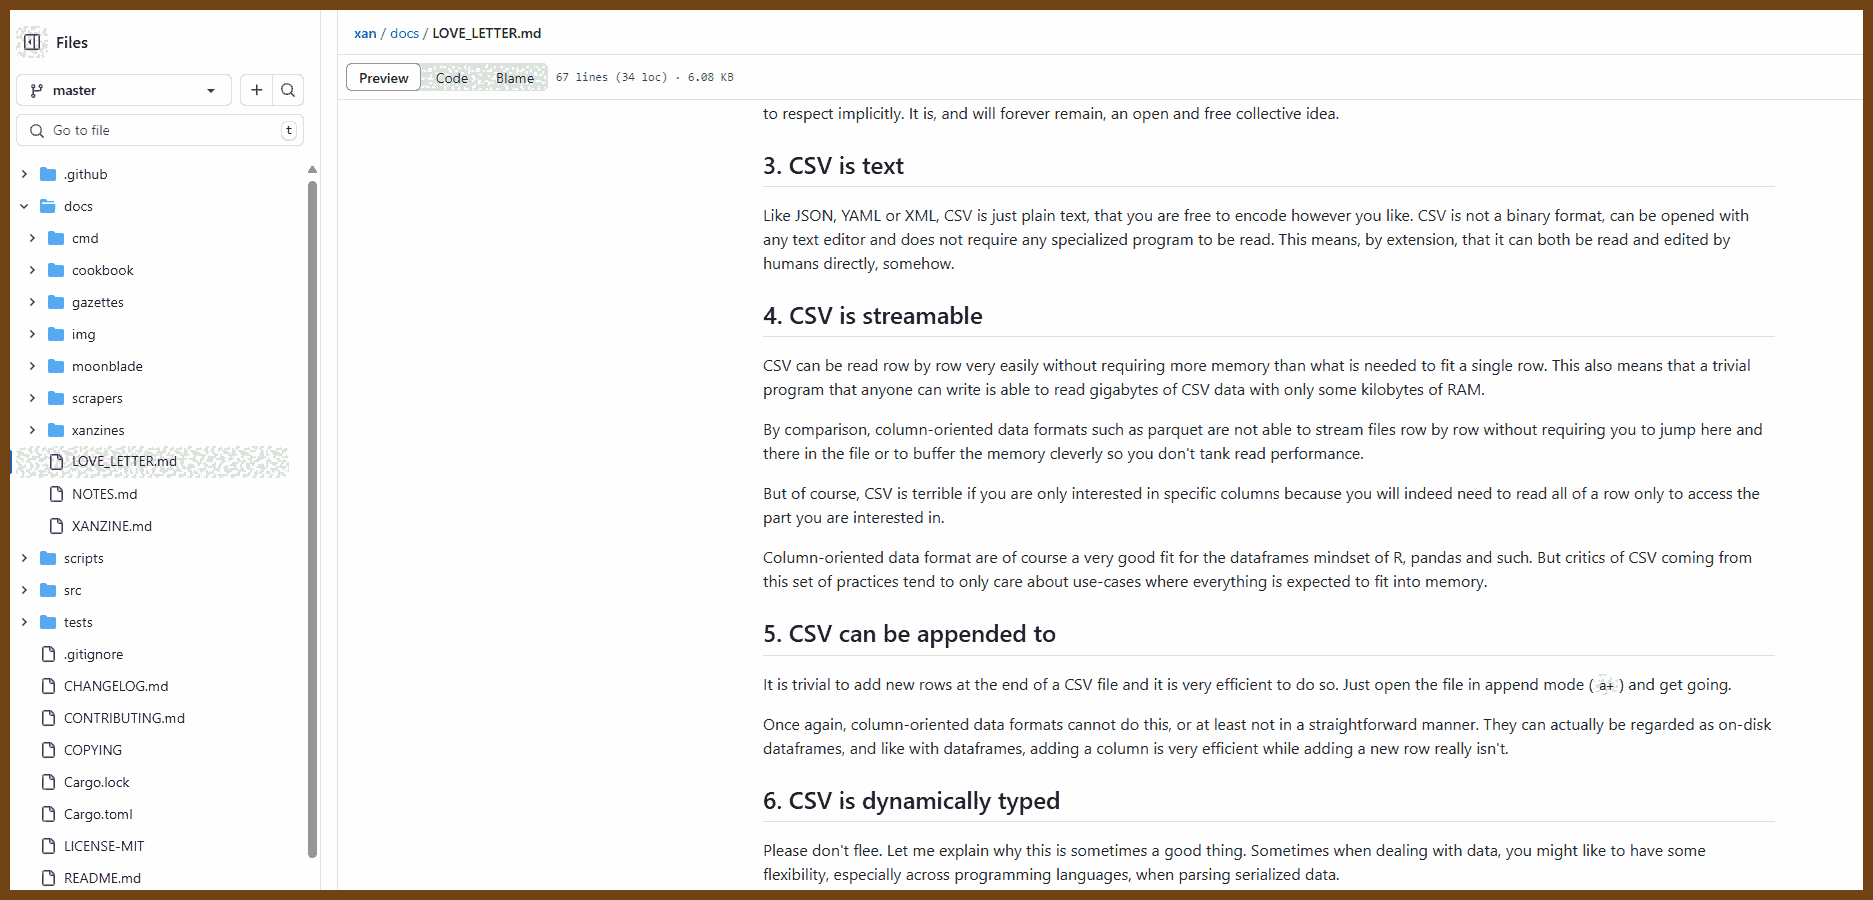 Files
master
Go to file
t
.github
docs
cmd
cookbook
gazettes
img
moonblade
scrapers
xanzines
LOVE_LETTER.md
NOTES.md
XANZINE.md
scripts
src
tests
.gitignore
CHANGELOG.md
CONTRIBUTING.md
COPYING
Cargo.lock
Cargo.toml
LICENSE-MIT
README.md
xan / docs / LOVE_LETTER.md
Preview Code Blame 67 lines (34 loc) · 6.08 KB
to respect implicitly. It is, and will forever remain, an open and free collective idea.
3. CSV is text
Like JSON, YAML or XML, CSV is just plain text, that you are free to encode however you like. CSV is not a binary format, can be opened with
any text editor and does not require any specialized program to be read. This means, by extension, that it can both be read and edited by
humans directly, somehow.
4. CSV is streamable
CSV can be read row by row very easily without requiring more memory than what is needed to fit a single row. This also means that a trivial
program that anyone can write is able to read gigabytes of CSV data with only some kilobytes of RAM.
By comparison, column-oriented data formats such as parquet are not able to stream files row by row without requiring you to jump here and
there in the file or to buffer the memory cleverly so you don't tank read performance.
But of course, CSV is terrible if you are only interested in specific columns because you will indeed need to read all of a row only to access the
part you are interested in.
Column-oriented data format are of course a very good fit for the dataframes mindset of R, pandas and such. But critics of CSV coming from
this set of practices tend to only care about use-cases where everything is expected to fit into memory.
5. CSV can be appended to
It is trivial to add new rows at the end of a CSV file and it is very efficient to do so. Just open the file in append mode ( a+ ) and get going.
Once again, column-oriented data formats cannot do this, or at least not in a straightforward manner. They can actually be regarded as on-disk
dataframes, and like with dataframes, adding a column is very efficient while adding a new row really isn't.
6. CSV is dynamically typed
Please don't flee. Let me explain why this is sometimes a good thing. Sometimes when dealing with data, you might like to have some
flexibility, especially across programming languages, when parsing serialized data.